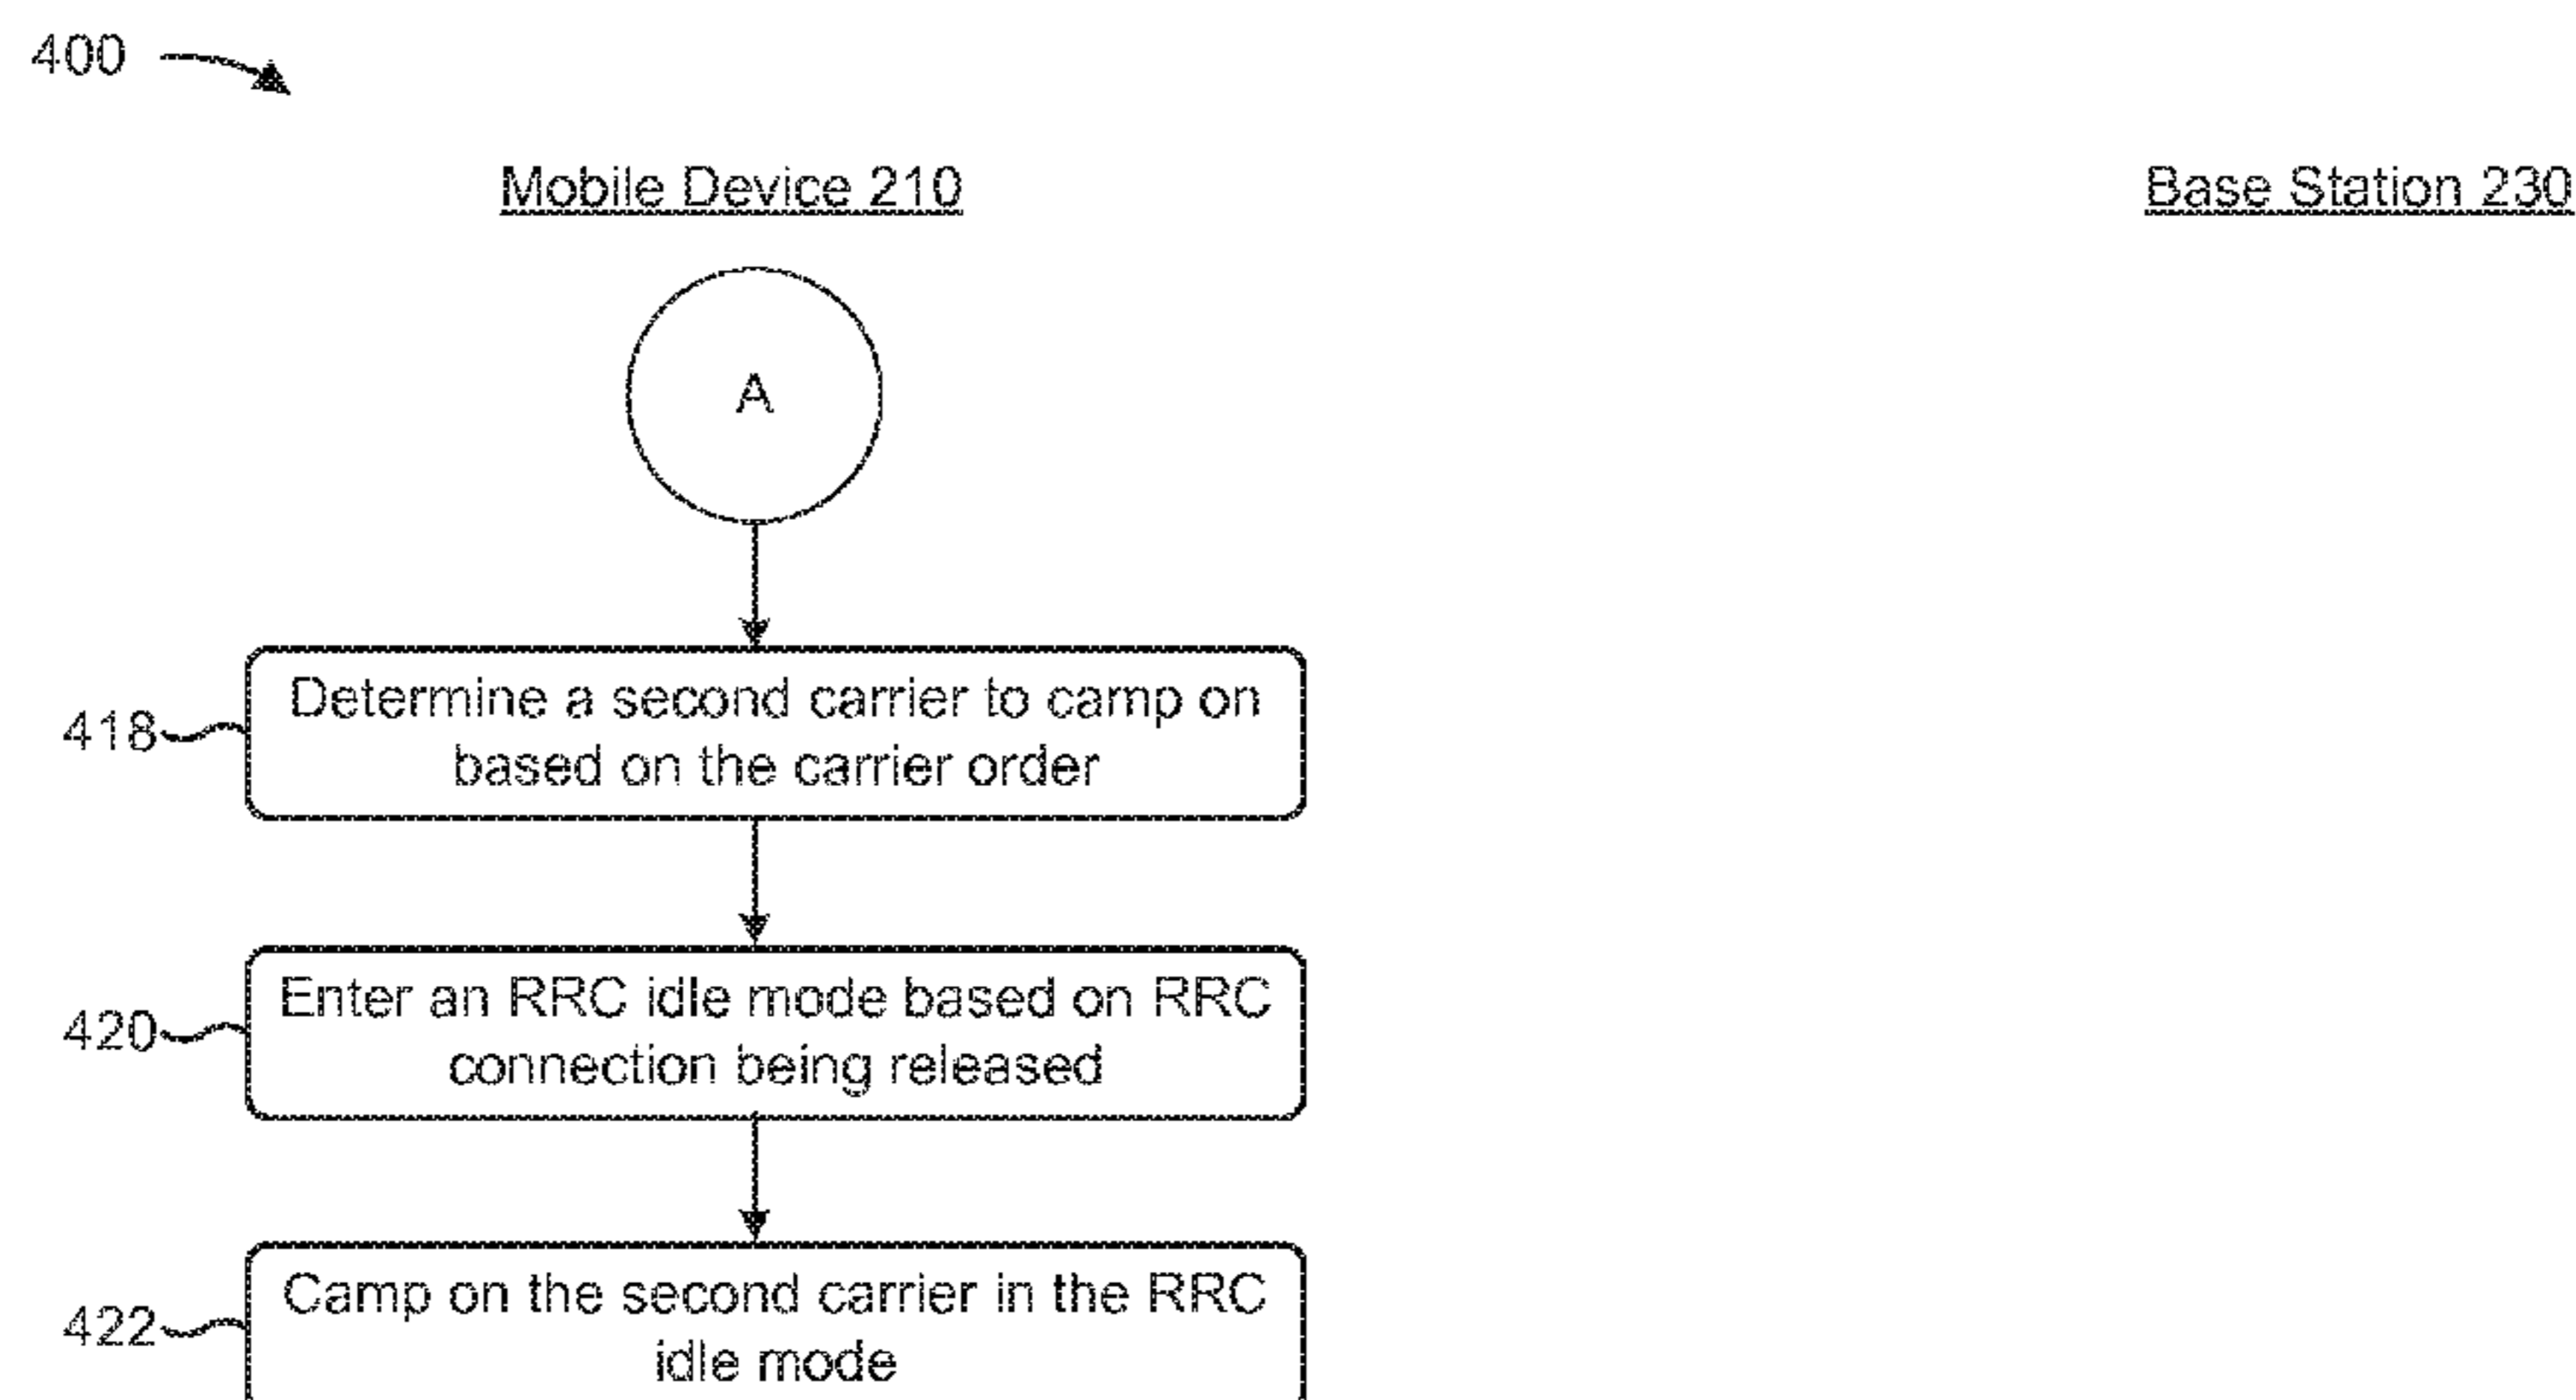 400
Mobile Device 210
Base Station 230
A
418
Determine a second carrier to camp on
based on the carrier order
420
Enter an RRC idle mode based on RRC
connection being released
422
Camp on the second carrier in the RRC
idle mode